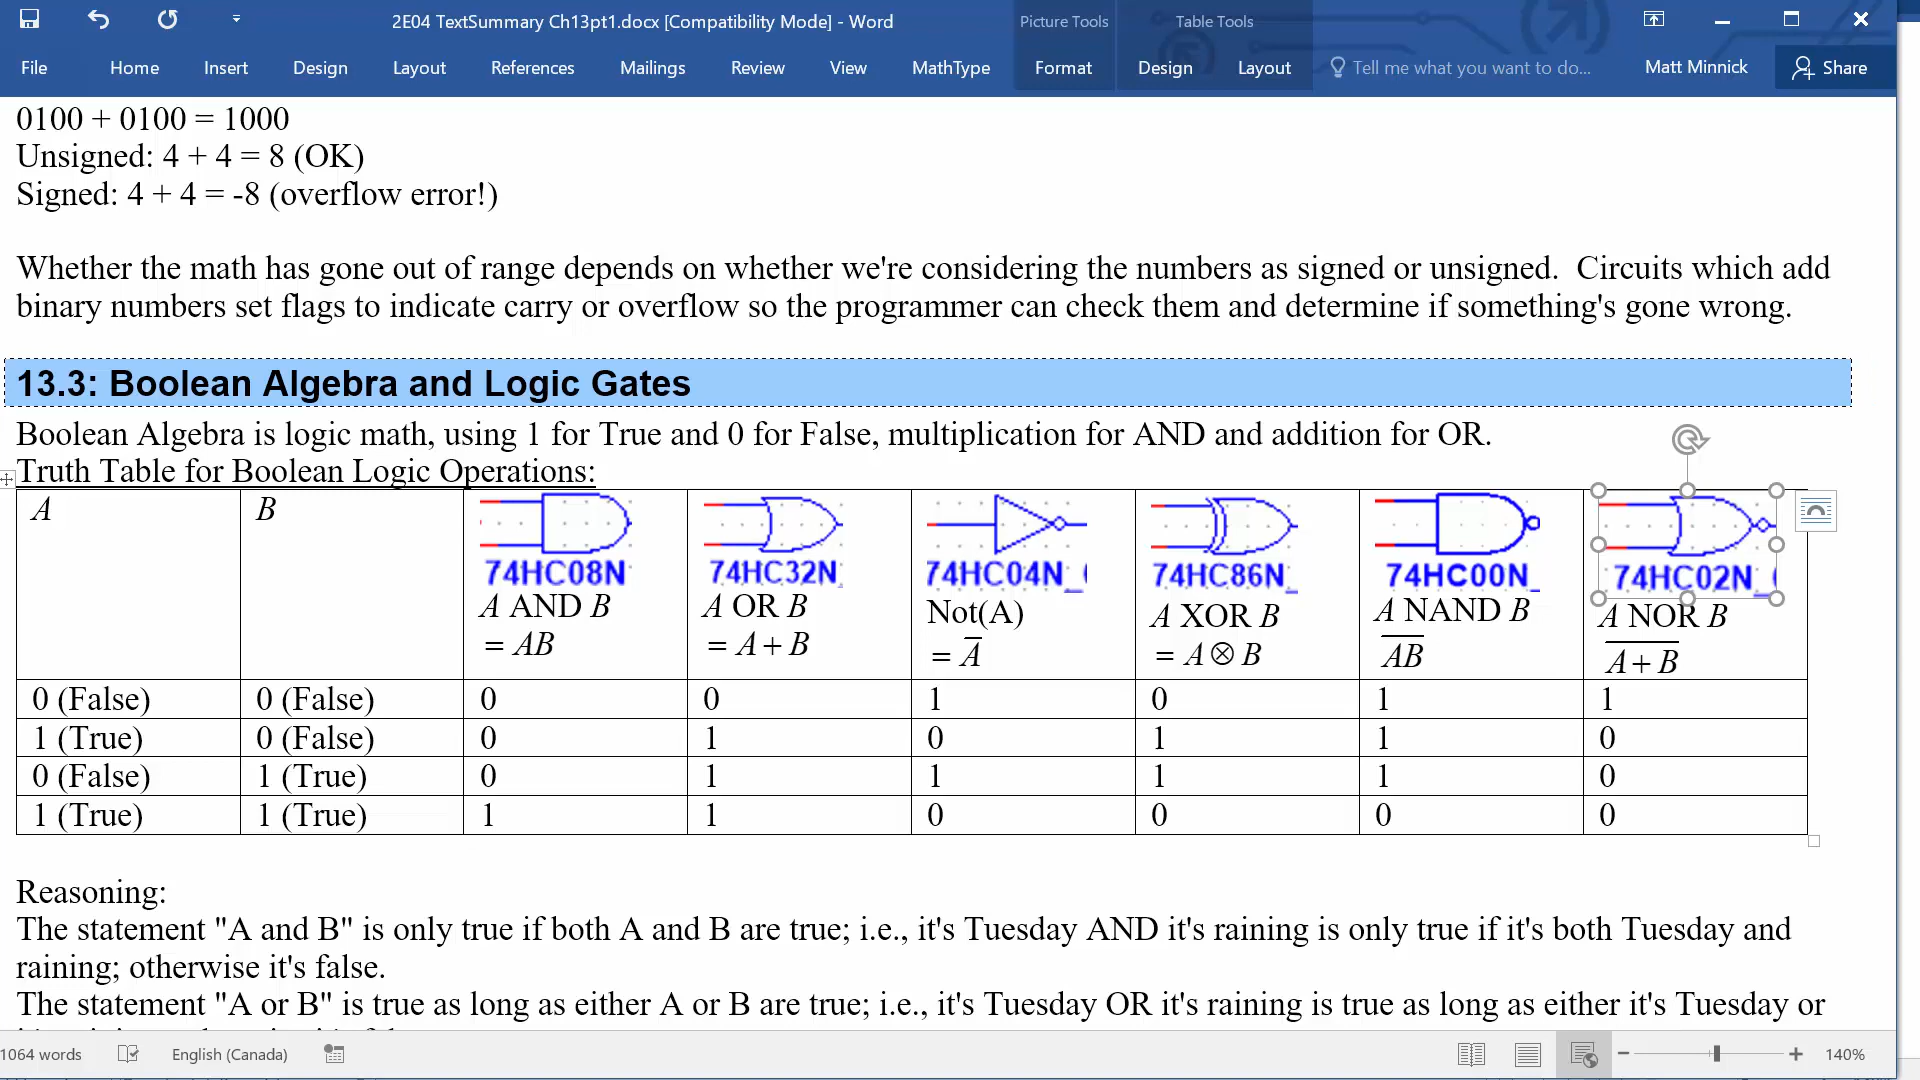 2E04 TextSummary Ch13pt1.docx [Compatibility Mode] - Word
Picture Tools
Table Tools
File Home Insert Design Layout References Mailings Review View MathType Format Design Layout Tell me what you want to do... Matt Minnick Share
0100 + 0100 = 1000
Unsigned: 4 + 4 = 8 (OK)
Signed: 4 + 4 = -8 (overflow error!)
Whether the math has gone out of range depends on whether we're considering the numbers as signed or unsigned.  Circuits which add
binary numbers set flags to indicate carry or overflow so the programmer can check them and determine if something's gone wrong.
13.3: Boolean Algebra and Logic Gates
Boolean Algebra is logic math, using 1 for True and 0 for False, multiplication for AND and addition for OR.
Truth Table for Boolean Logic Operations:
A B
74HC08N 74HC32N_ 74HC04N_ 74HC86N_ 74HC00N_ 74HC02N_
A AND B A OR B Not(A) A XOR B A NAND B A NOR B
= AB = A + B = A̅ = A ⊗ B A̅B̅ A̅ ̅+̅ ̅B̅
0 (False) 0 (False) 0 0 1 0 1 1
1 (True) 0 (False) 0 1 0 1 1 0
0 (False) 1 (True) 0 1 1 1 1 0
1 (True) 1 (True) 1 1 0 0 0 0
Reasoning:
The statement "A and B" is only true if both A and B are true; i.e., it's Tuesday AND it's raining is only true if it's both Tuesday and
raining; otherwise it's false.
The statement "A or B" is true as long as either A or B are true; i.e., it's Tuesday OR it's raining is true as long as either it's Tuesday or
1064 words English (Canada) 140%